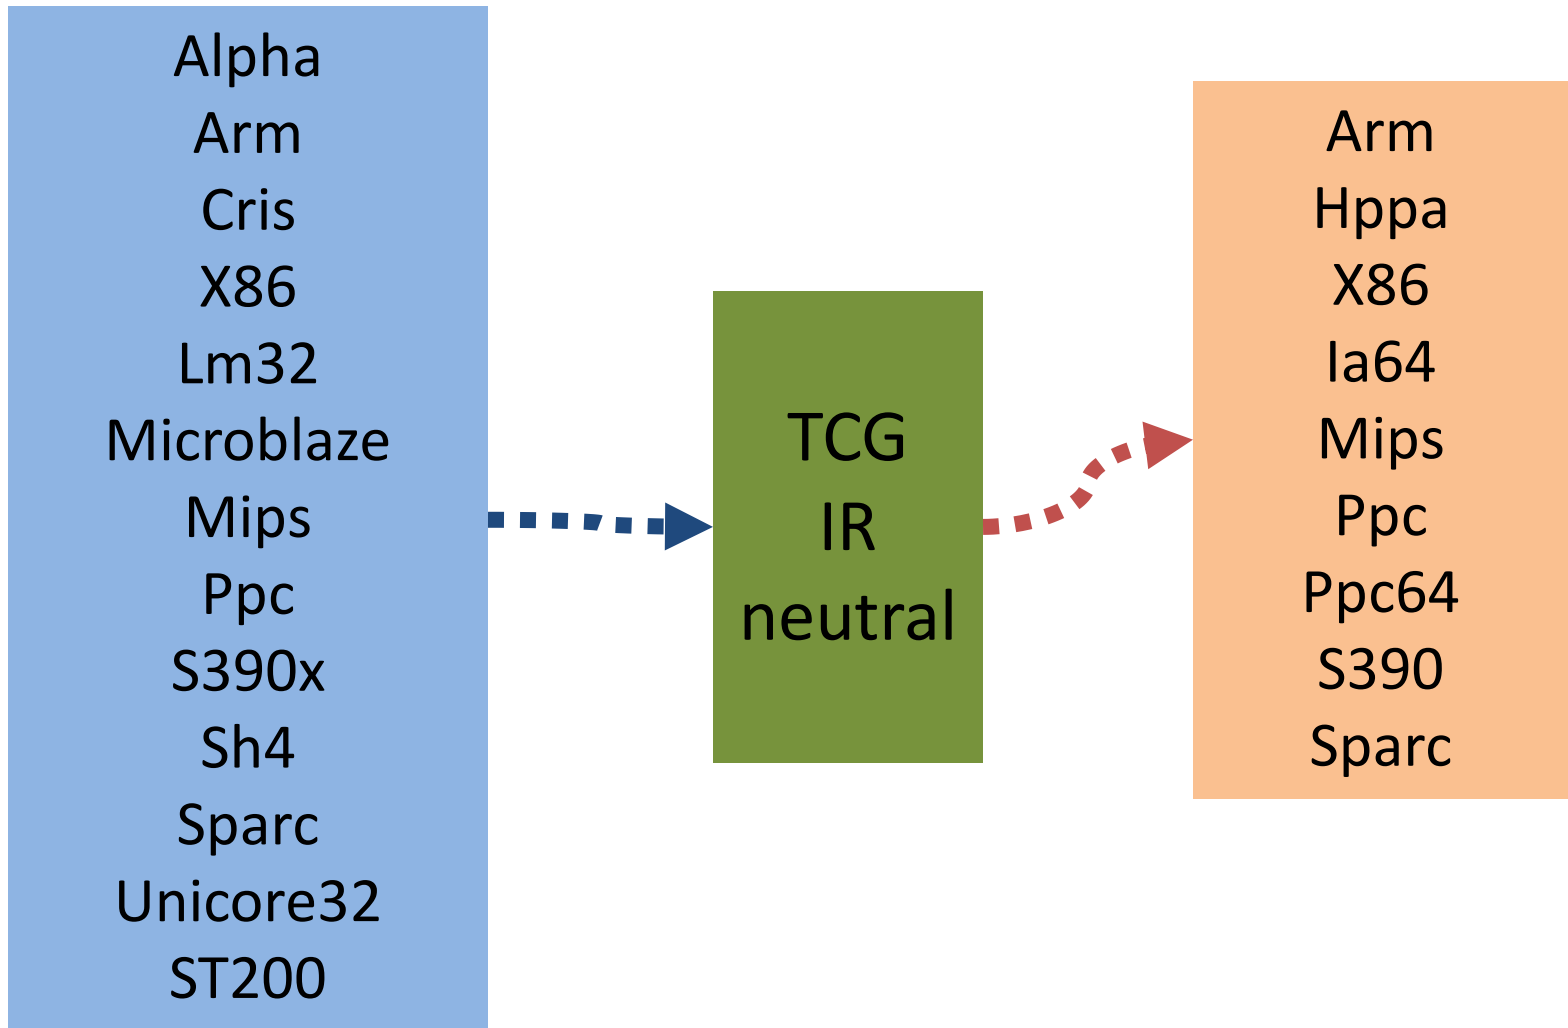 Alpha
Arm
Cris
X86
Lm32
Microblaze
Mips
Ppc
S390x
Sh4
Sparc
Unicore32
ST200
TCG
IR
neutral
Arm
Hppa
X86
Ia64
Mips
Ppc
Ppc64
S390
Sparc